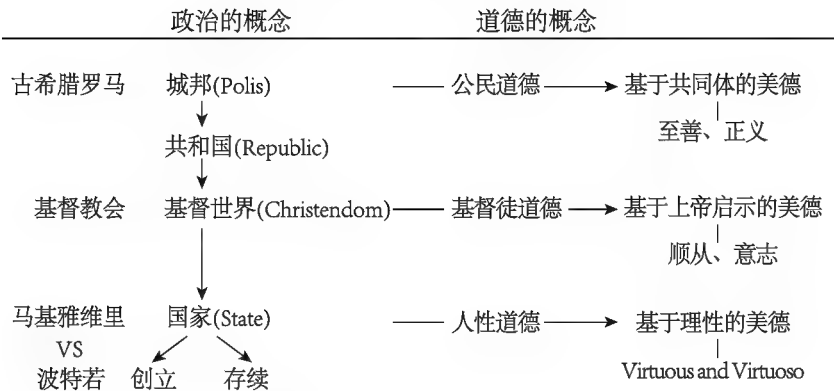 政治的概念 道德的概念
古希腊罗马 城邦(Polis) 公民道德 基于共同体的美德
至善、正义
共和国(Republic)
基督教会 基督世界(Christendom) 基督徒道德 基于上帝启示的美德
顺从、意志
马基雅维里 国家(State) 人性道德 基于理性的美德
VS
波特若 创立 存续 Virtuous and Virtuoso